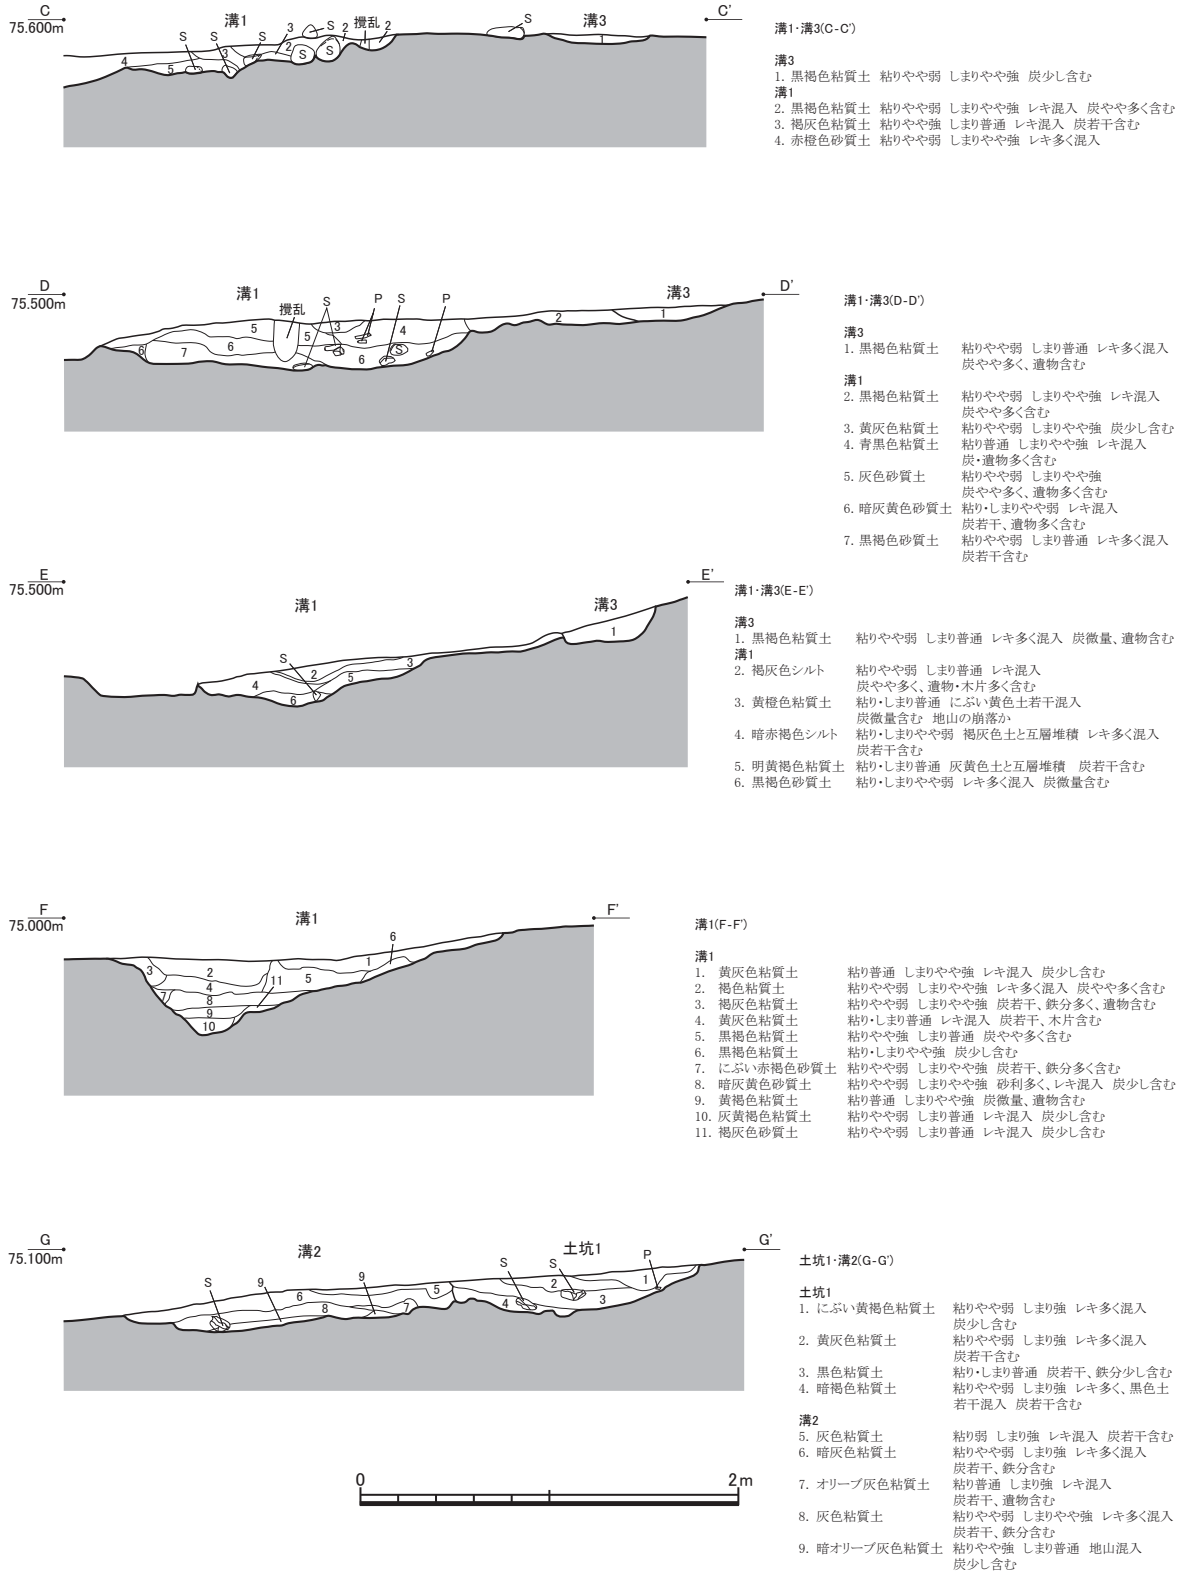 C C'
75.600m
溝1 溝3
S S S 3 S 2 攪乱 2 S
4 5 3 2 S S 1
溝1・溝3(C-C')
溝3
1. 黒褐色粘質土 粘りやや弱 しまりやや強 炭少し含む
溝1
2. 黒褐色粘質土 粘りやや弱 しまりやや強 レキ混入 炭やや多く含む
3. 褐灰色粘質土 粘りやや強 しまり普通 レキ混入 炭若干含む
4. 赤橙色砂質土 粘りやや弱 しまりやや強 レキ多く混入
D D'
75.500m
溝1 溝3
攪乱 S P S P
5 5 3 4 2 1
6 7 6 6 S
溝1・溝3(D-D')
溝3
1. 黒褐色粘質土 粘りやや弱 しまり普通 レキ多く混入
炭やや多く、遺物含む
溝1
2. 黒褐色粘質土 粘りやや弱 しまりやや強 レキ混入
炭やや多く含む
3. 黄灰色粘質土 粘りやや弱 しまりやや強 炭少し含む
4. 青黒色粘質土 粘り普通 しまりやや強 レキ混入
炭・遺物多く含む
5. 灰色砂質土 粘りやや弱 しまりやや強
炭やや多く、遺物多く含む
6. 暗灰黄色砂質土 粘り・しまりやや弱 レキ混入
炭若干、遺物多く含む
7. 黒褐色砂質土 粘りやや弱 しまり普通 レキ多く混入
炭若干含む
E E'
75.500m
溝1 溝3
S 1
4 2 3 5
6
溝1・溝3(E-E')
溝3
1. 黒褐色粘質土 粘りやや弱 しまり普通 レキ多く混入 炭微量、遺物含む
溝1
2. 褐灰色シルト 粘りやや弱 しまり普通 レキ混入
炭やや多く、遺物・木片多く含む
3. 黄橙色粘質土 粘り・しまり普通 にぶい黄色土若干混入
炭微量含む 地山の崩落か
4. 暗赤褐色シルト 粘り・しまりやや弱 褐灰色土と互層堆積 レキ多く混入
炭若干含む
5. 明黄褐色粘質土 粘り・しまり普通 灰黄色土と互層堆積 炭若干含む
6. 黒褐色砂質土 粘り・しまりやや弱 レキ多く混入 炭微量含む
F F'
75.000m
溝1
6
3 2 1
4 11 5
7 8
9
10
溝1(F-F')
溝1
1. 黄灰色粘質土 粘り普通 しまりやや強 レキ混入 炭少し含む
2. 褐色粘質土 粘りやや弱 しまりやや強 レキ多く混入 炭やや多く含む
3. 褐灰色粘質土 粘りやや弱 しまりやや強 炭若干、鉄分多く、遺物含む
4. 黄灰色粘質土 粘り・しまり普通 レキ混入 炭若干、木片含む
5. 黒褐色粘質土 粘りやや強 しまり普通 炭やや多く含む
6. 黒褐色粘質土 粘り・しまりやや強 炭少し含む
7. にぶい赤褐色砂質土 粘りやや弱 しまりやや強 炭若干、鉄分多く含む
8. 暗灰黄色砂質土 粘りやや弱 しまりやや強 砂利多く、レキ混入 炭少し含む
9. 黄褐色粘質土 粘り普通 しまりやや強 炭微量、遺物含む
10. 灰黄褐色粘質土 粘りやや弱 しまり普通 レキ混入 炭少し含む
11. 褐灰色砂質土 粘りやや弱 しまり普通 レキ混入 炭少し含む
G G'
75.100m
溝2 土坑1
S 9 9 S S P
6 5 2 1
8 7 4 3
土坑1・溝2(G-G')
土坑1
1. にぶい黄褐色粘質土 粘りやや弱 しまり強 レキ多く混入
炭少し含む
2. 黄灰色粘質土 粘りやや弱 しまり強 レキ多く混入
炭若干含む
3. 黒色粘質土 粘り・しまり普通 炭若干、鉄分少し含む
4. 暗褐色粘質土 粘りやや弱 しまり強 レキ多く、黒色土
若干混入 炭若干含む
溝2
5. 灰色粘質土 粘り弱 しまり強 レキ混入 炭若干含む
6. 暗灰色粘質土 粘りやや弱 しまり強 レキ多く混入
炭若干、鉄分含む
7. オリーブ灰色粘質土 粘り普通 しまり強 レキ混入
炭若干、遺物含む
8. 灰色粘質土 粘りやや弱 しまりやや強 レキ多く混入
炭若干、鉄分含む
9. 暗オリーブ灰色粘質土 粘りやや強 しまり普通 地山混入
炭少し含む
0 2m